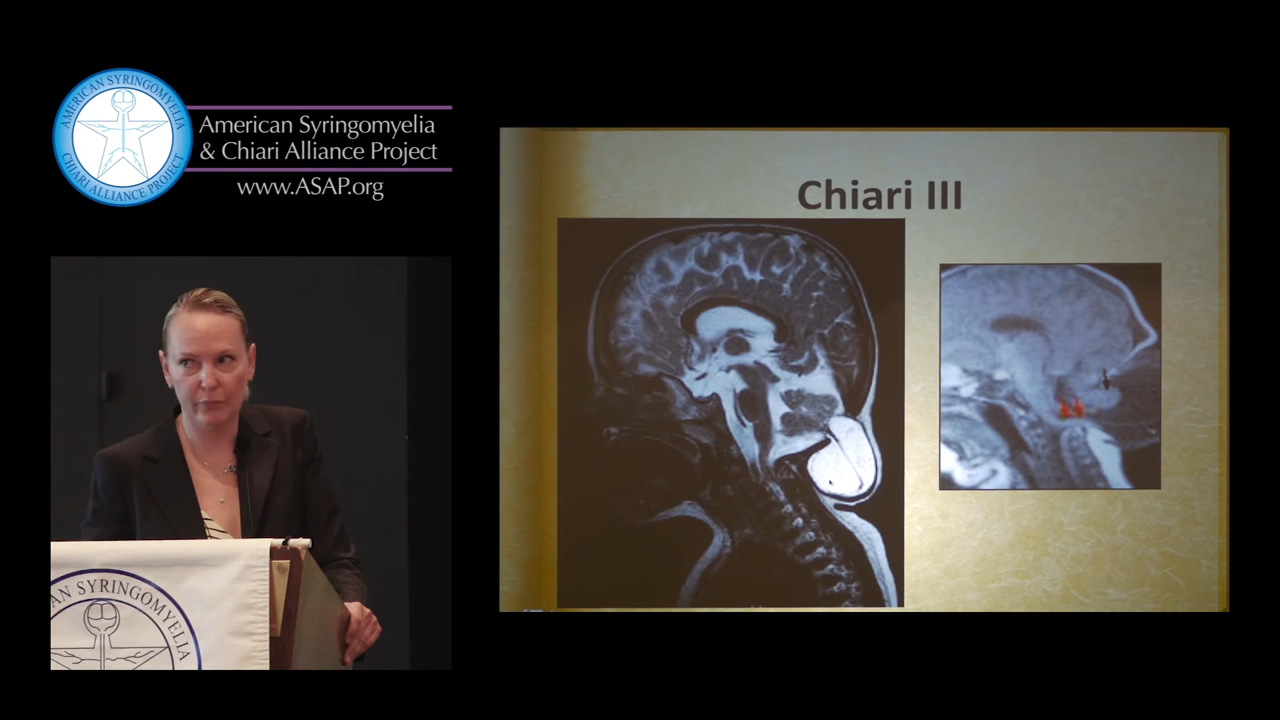 AMERICAN SYRINGOMYELIA
CHIARI ALLIANCE PROJECT
American Syringomyelia
& Chiari Alliance Project
www.ASAP.org
Chiari III
AN SYRINGOMYELIA